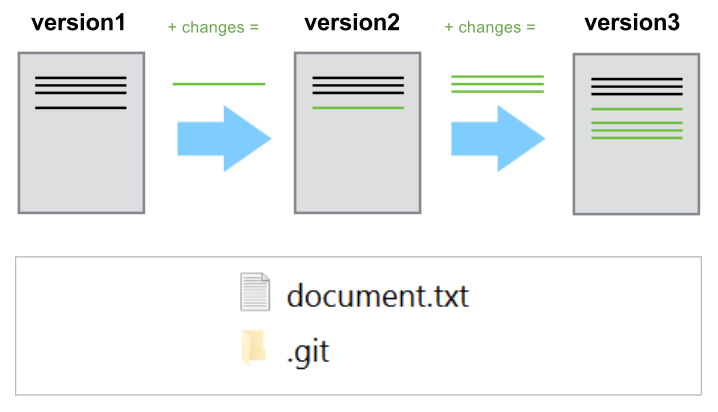 version1 + changes = version2 + changes = version3
document.txt
.git